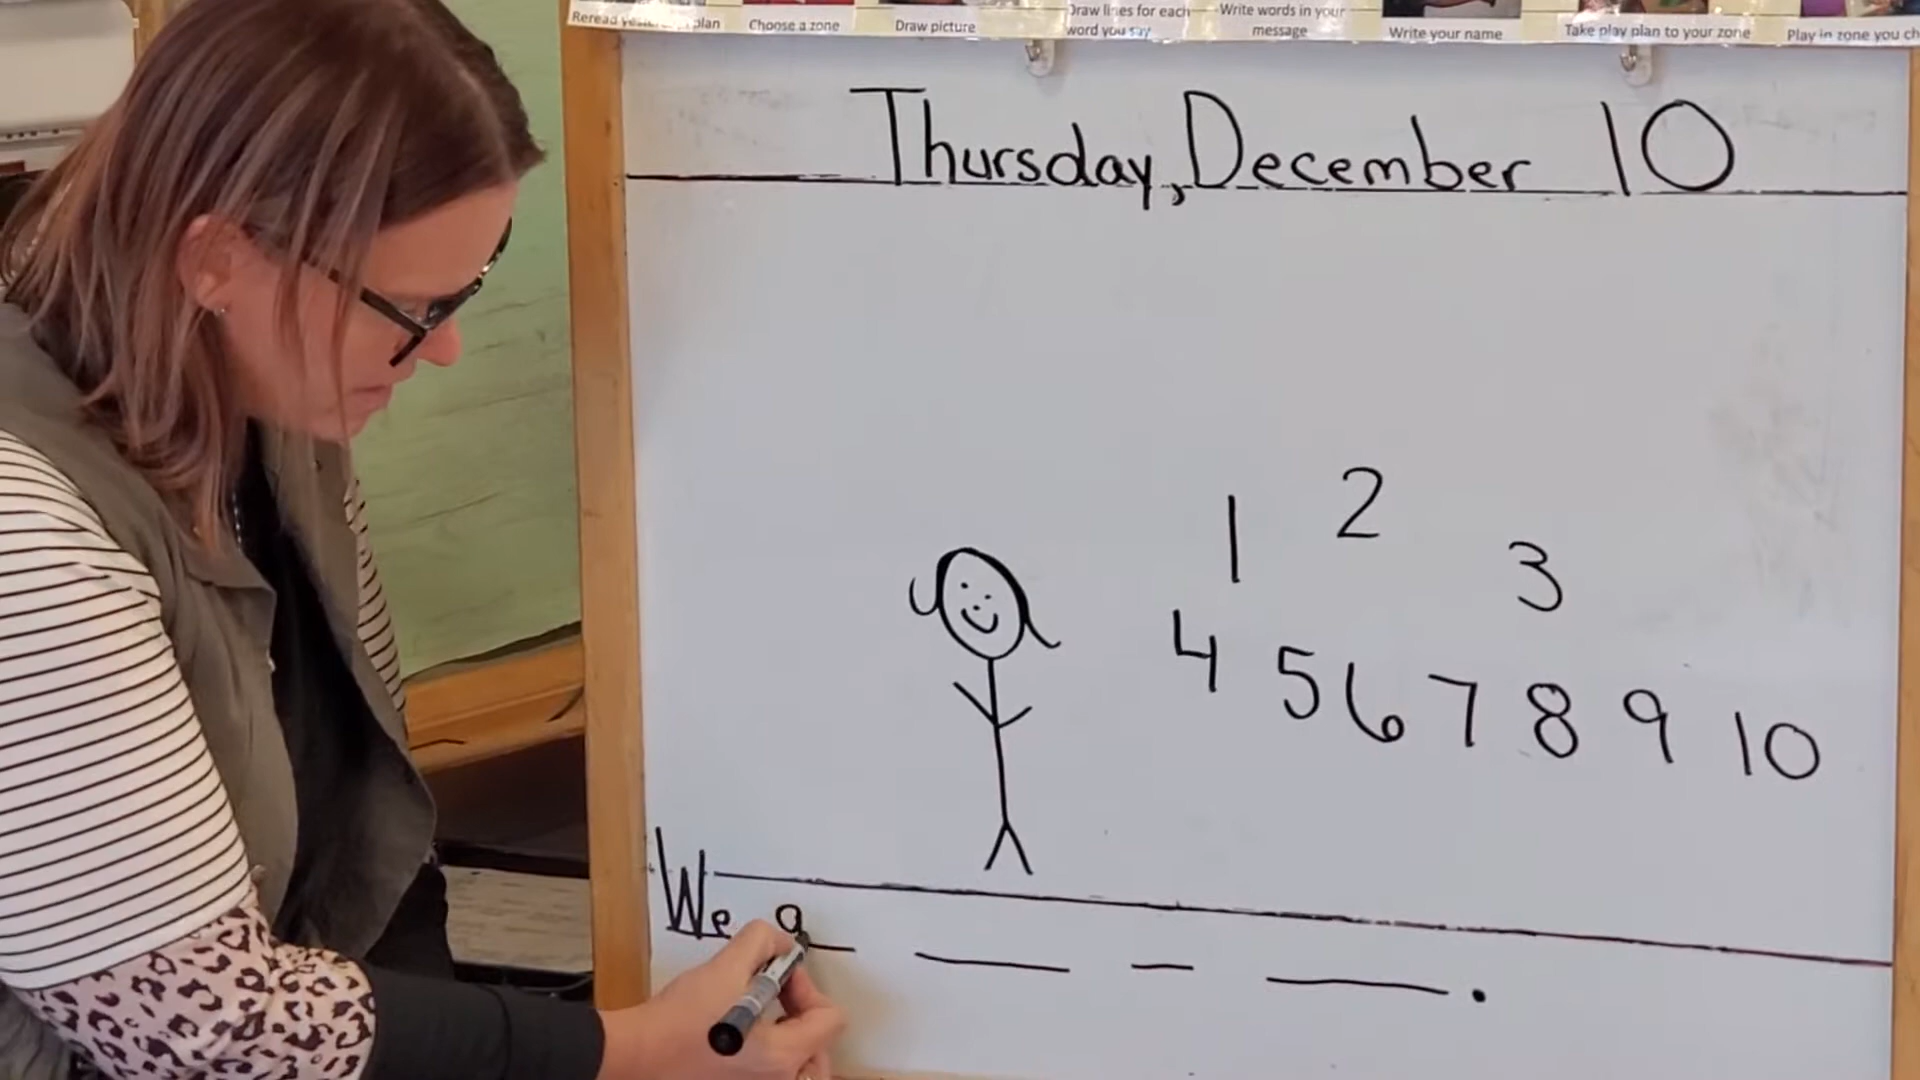 Reread yesterday's plan
Choose a zone
Draw picture
Draw lines for each
word you say
Write words in your
message
Write your name
Take play plan to your zone
Play in zone you ch
Thursday, December 10
1 2 3
4 5 6 7 8 9 10
We a